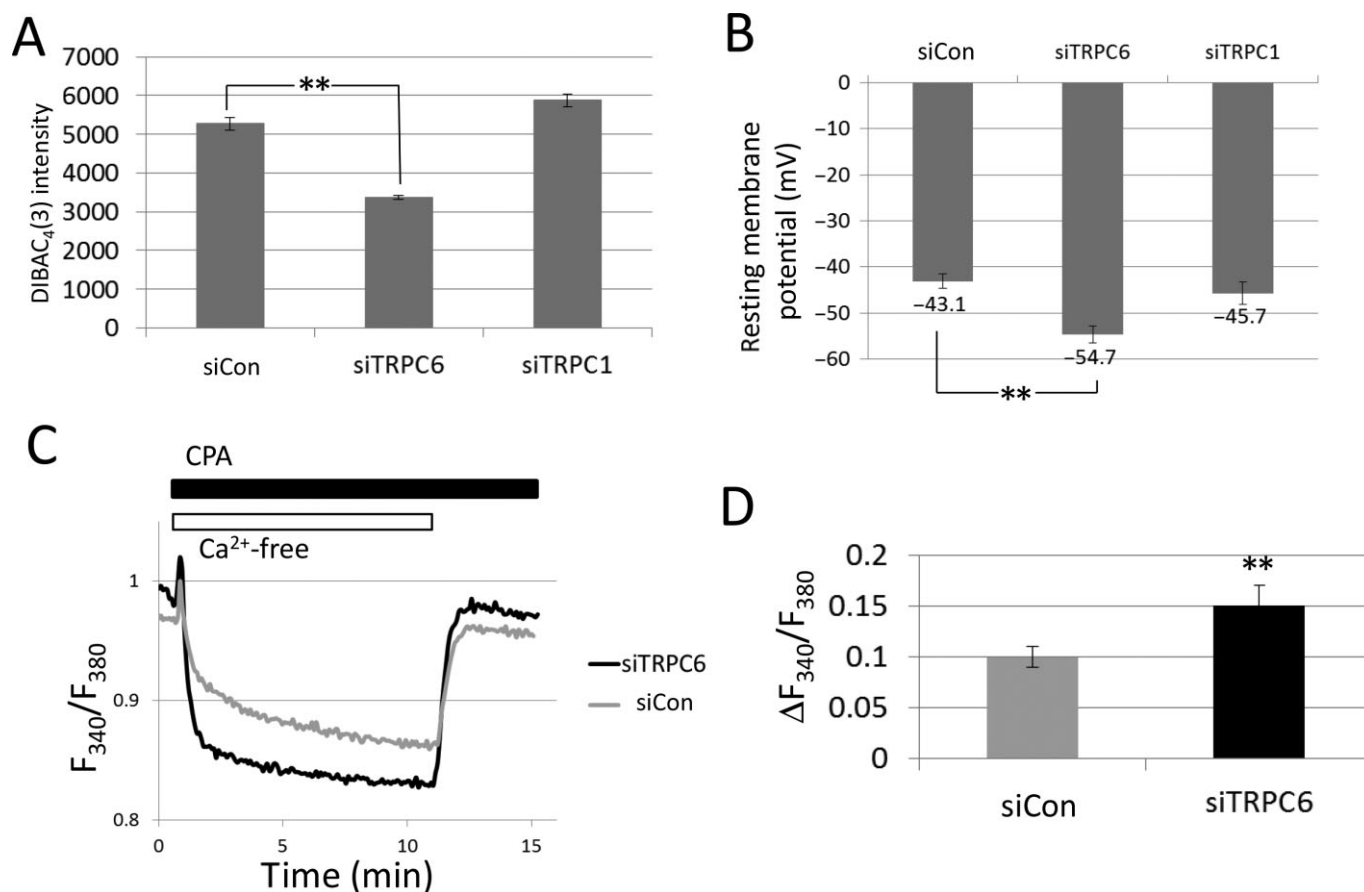 A
7000
6000
5000
4000
3000
2000
1000
0
DIBAC₄(3) intensity
**
siCon
siTRPC6
siTRPC1
B
siCon
siTRPC6
siTRPC1
0
−10
−20
−30
−40
−50
−60
Resting membrane
potential (mV)
−43.1
−54.7
−45.7
**
C
CPA
Ca²⁺-free
1
0.9
0.8
F₃₄₀/F₃₈₀
0
5
10
15
Time (min)
siTRPC6
siCon
D
0.2
0.15
0.1
0.05
0
ΔF₃₄₀/F₃₈₀
**
siCon
siTRPC6